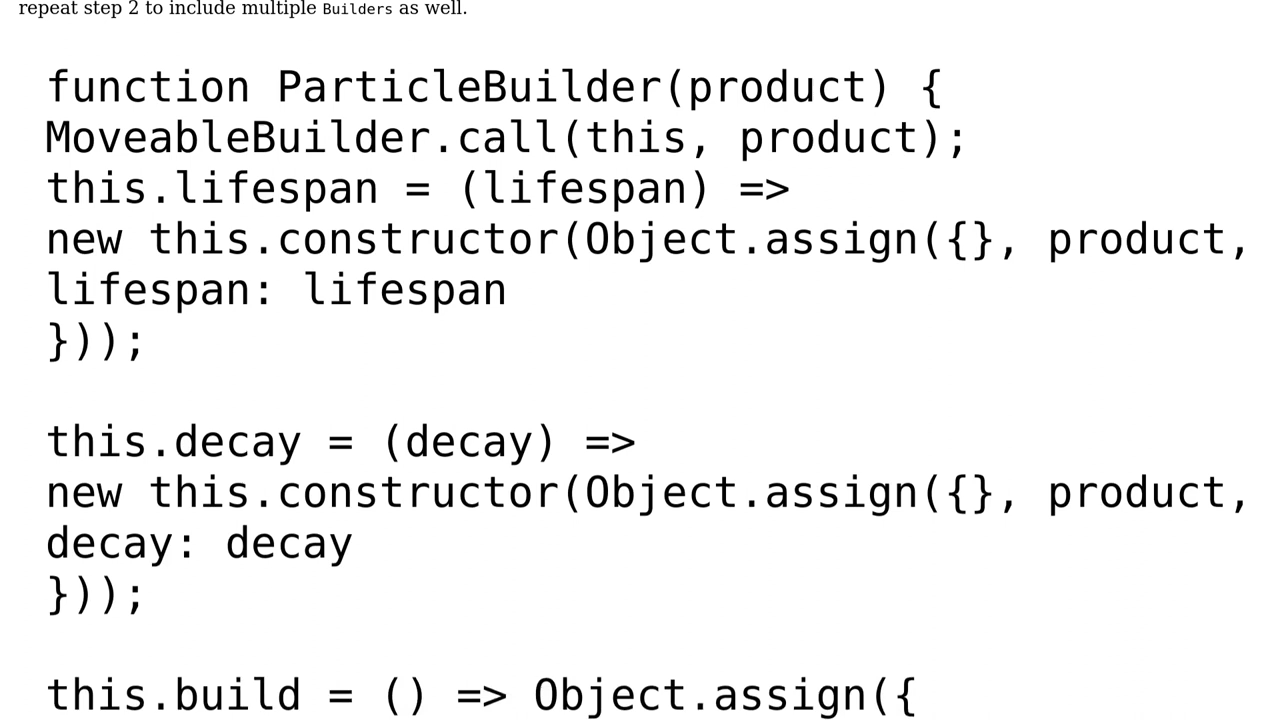 repeat step 2 to include multiple Builders as well.
function ParticleBuilder(product) {
MoveableBuilder.call(this, product);
this.lifespan = (lifespan) =>
new this.constructor(Object.assign({}, product,
lifespan: lifespan
}));
this.decay = (decay) =>
new this.constructor(Object.assign({}, product,
decay: decay
}));
this.build = () => Object.assign({